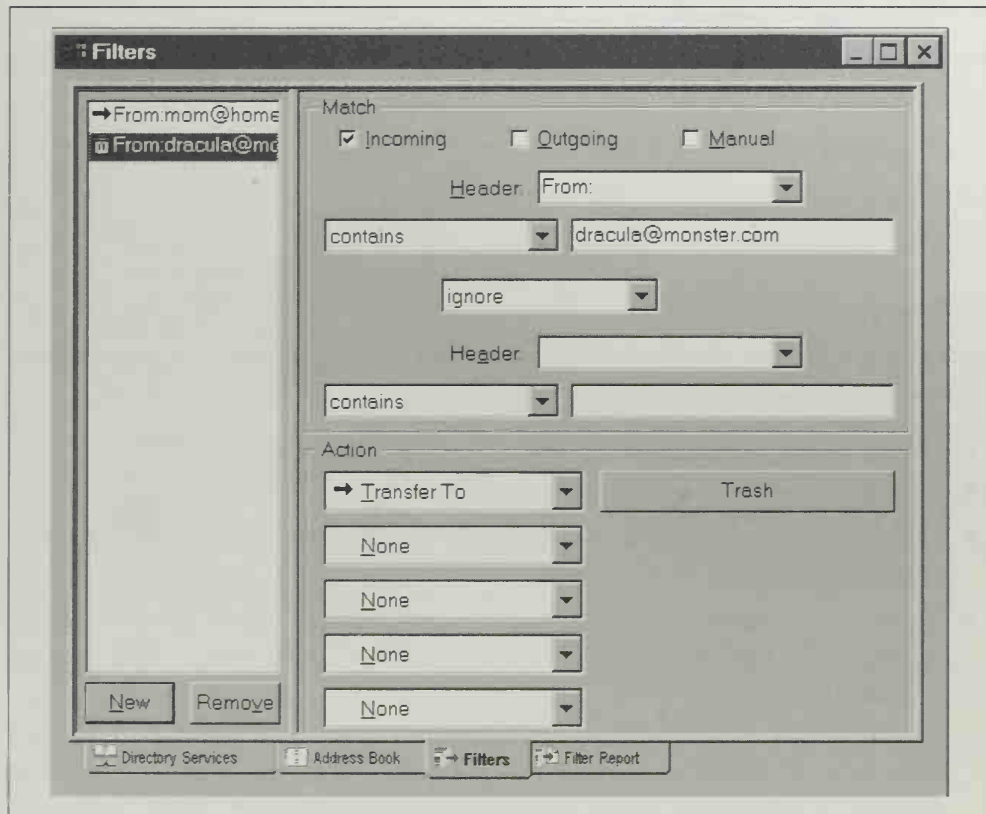 Filters
From:mom@home
From:dracula@mo
New
Remove
Match
Incoming
Outgoing
Manual
Header
From:
contains
dracula@monster.com
ignore
Header
contains
Action
Transfer To
Trash
None
None
None
None
Directory Services
Address Book
Filters
Filter Report